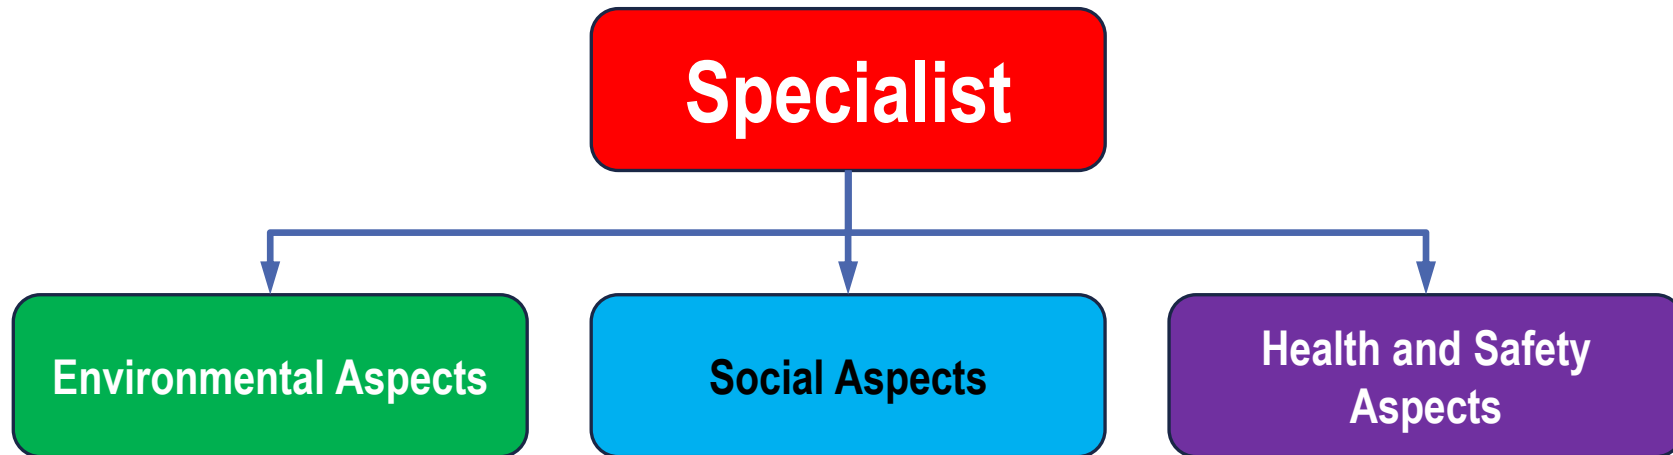 Specialist
Environmental Aspects
Social Aspects
Health and Safety
Aspects